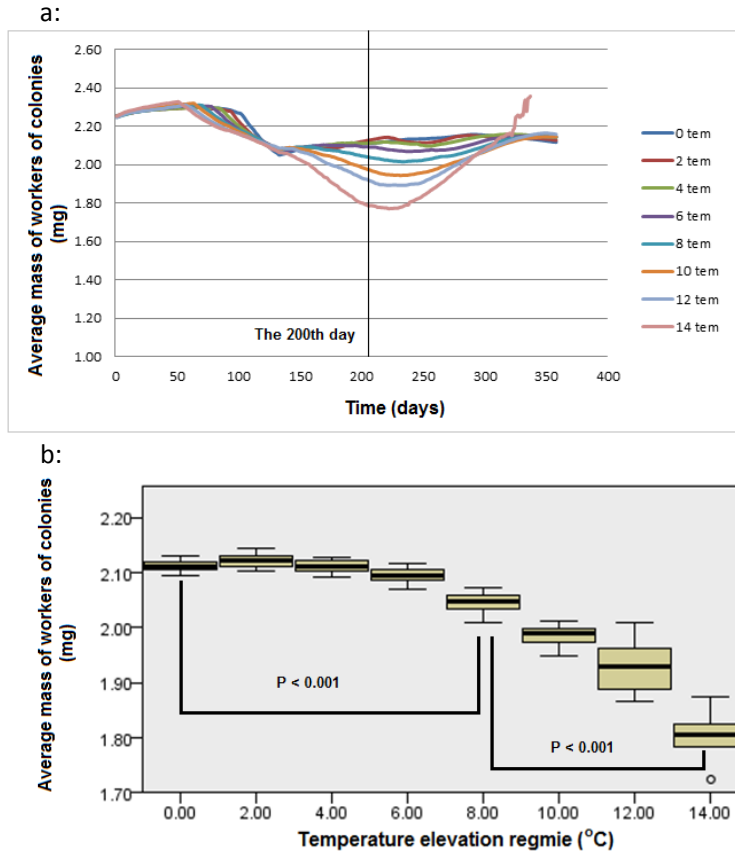 a:
Average mass of workers of colonies
(mg)
2.60
2.40
2.20
2.00
1.80
1.60
1.40
1.20
1.00
The 200th day
0 50 100 150 200 250 300 350 400
Time (days)
0 tem
2 tem
4 tem
6 tem
8 tem
10 tem
12 tem
14 tem
b:
Average mass of workers of colonies
(mg)
2.20
2.10
2.00
1.90
1.80
1.70
P < 0.001
P < 0.001
0.00 2.00 4.00 6.00 8.00 10.00 12.00 14.00
Temperature elevation regmie (°C)